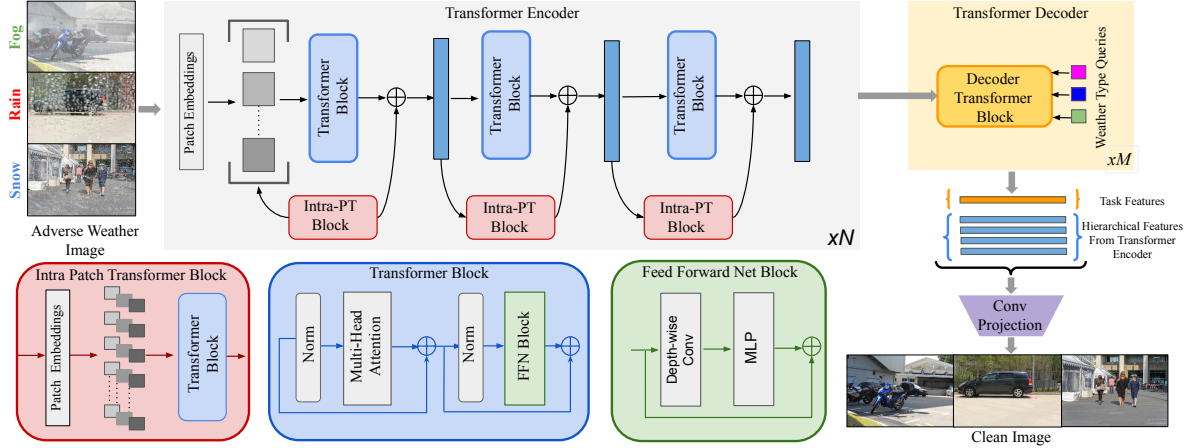 Fog
Rain
Snow
Adverse Weather
Image
Transformer Encoder
Patch Embeddings
Transformer
Block
Transformer
Block
Transformer
Block
Intra-PT
Block
Intra-PT
Block
Intra-PT
Block
xN
Transformer Decoder
Decoder
Transformer
Block
Weather Type Queries
xM
Task Features
Hierarchical Features
From Transformer
Encoder
Conv
Projection
Clean Image
Intra Patch Transformer Block
Patch Embeddings
Transformer
Block
Transformer Block
Norm
Multi-Head
Attention
Norm
FFN Block
Feed Forward Net Block
Depth-wise
Conv
MLP